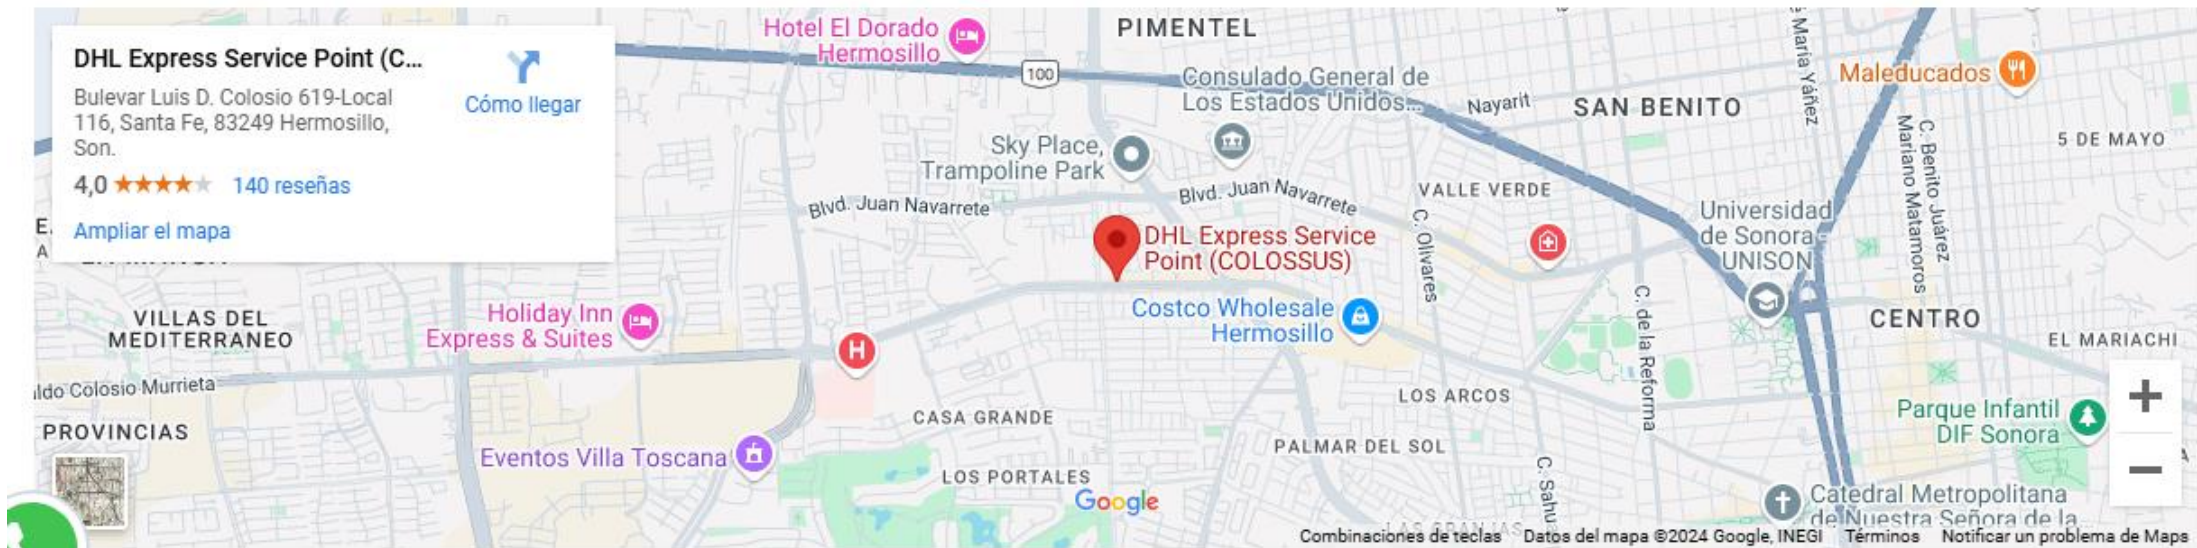 DHL Express Service Point (C...
Bulevar Luis D. Colosio 619-Local
116, Santa Fe, 83249 Hermosillo,
Son.
4,0
140 reseñas
Ampliar el mapa
Cómo llegar
Hotel El Dorado
Hermosillo
100
PIMENTEL
Consulado General de
Los Estados Unidos...
Nayarit
SAN BENITO
María Yáñez
Maleducados
C. Benito Juárez
Mariano Matamoros
5 DE MAYO
Sky Place,
Trampoline Park
Blvd. Juan Navarrete
Blvd. Juan Navarrete
VALLE VERDE
C. Olivares
Universidad
de Sonora -
UNISON
DHL Express Service
Point (COLOSSUS)
Costco Wholesale
Hermosillo
C. de la Reforma
CENTRO
EL MARIACHI
VILLAS DEL
MEDITERRANEO
Holiday Inn
Express & Suites
H
ldo Colosio Murrieta
PROVINCIAS
CASA GRANDE
LOS ARCOS
Parque Infantil
DIF Sonora
Eventos Villa Toscana
PALMAR DEL SOL
LOS PORTALES
C. Sahu
Google
Catedral Metropolitana
de Nuestra Señora de la...
LAS GRANJAS
Combinaciones de teclas
Datos del mapa ©2024 Google, INEGI
Términos
Notificar un problema de Maps